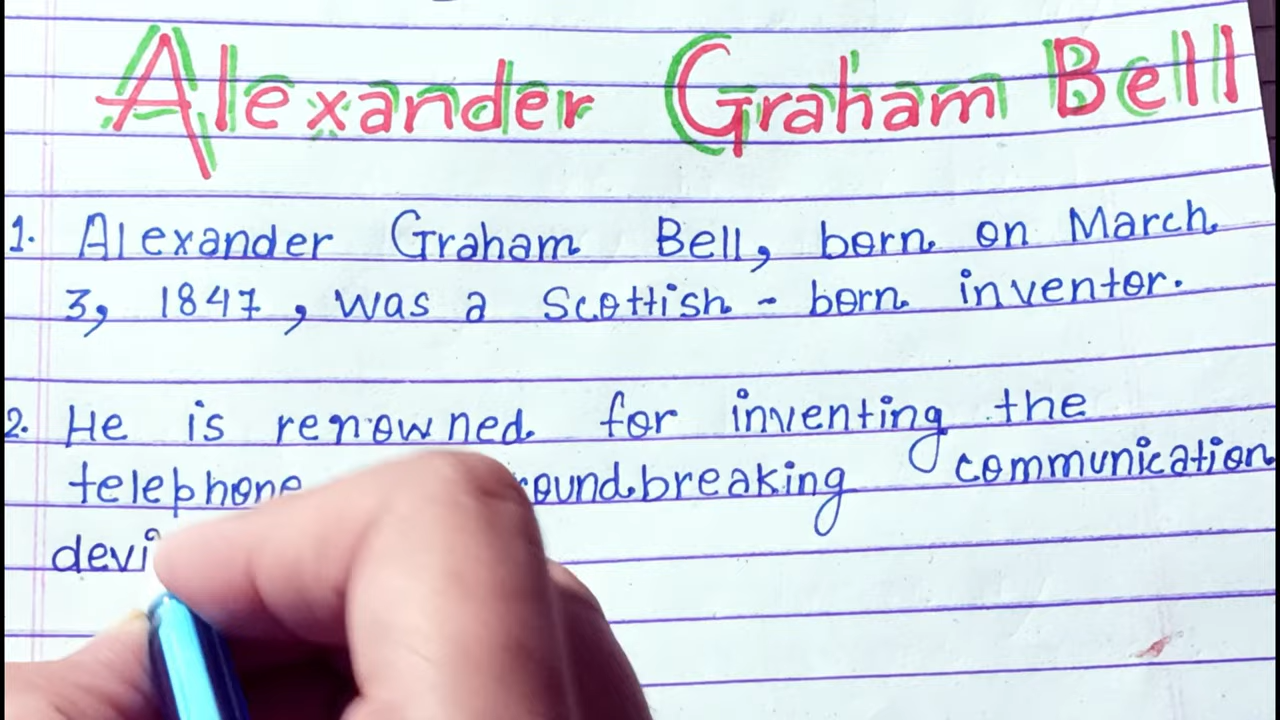 Alexander Graham Bell
1. Alexander Graham Bell, born on March
3, 1847, was a Scottish - born inventor.
2. He is renowned for inventing the
telephone oundbreaking communication
devi